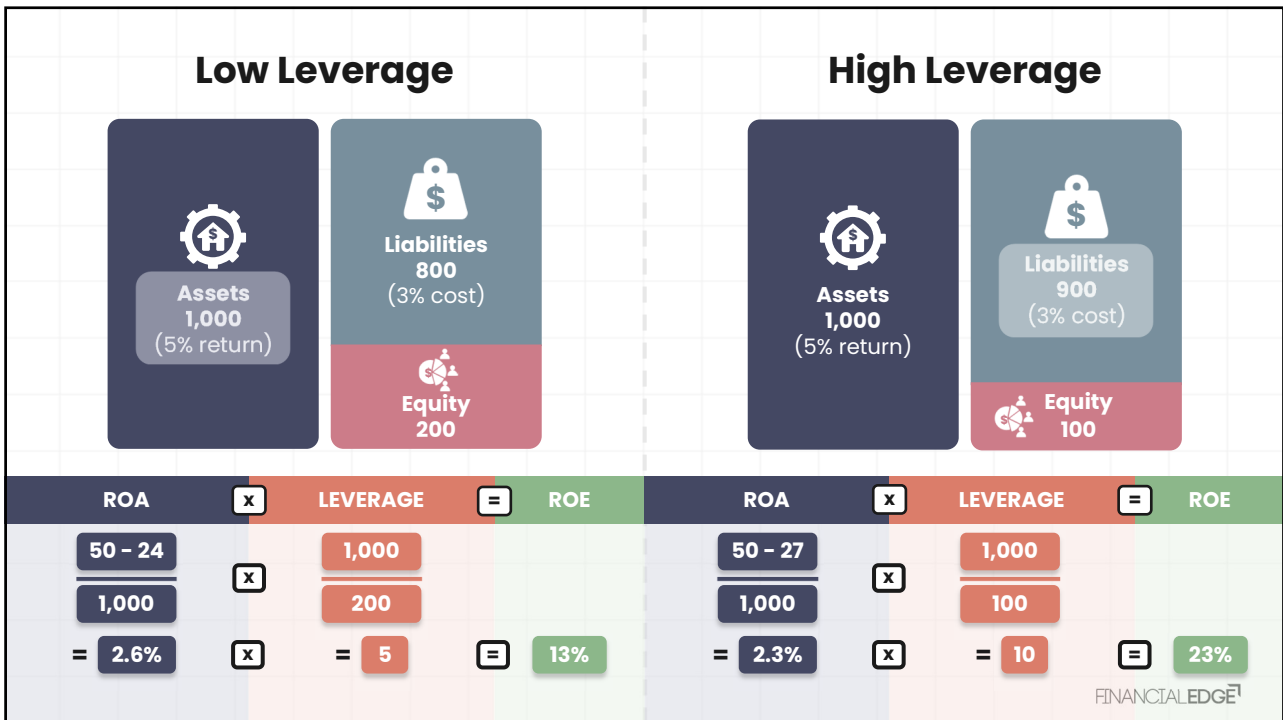 Low Leverage
$
Assets
1,000
(5% return)
$
Liabilities
800
(3% cost)
$
Equity
200
ROA x LEVERAGE = ROE
50 - 24
1,000
x
1,000
200
= 2.6% x = 5 = 13%
High Leverage
$
Assets
1,000
(5% return)
$
Liabilities
900
(3% cost)
$
Equity
100
ROA x LEVERAGE = ROE
50 - 27
1,000
x
1,000
100
= 2.3% x = 10 = 23%
FINANCIALEDGE